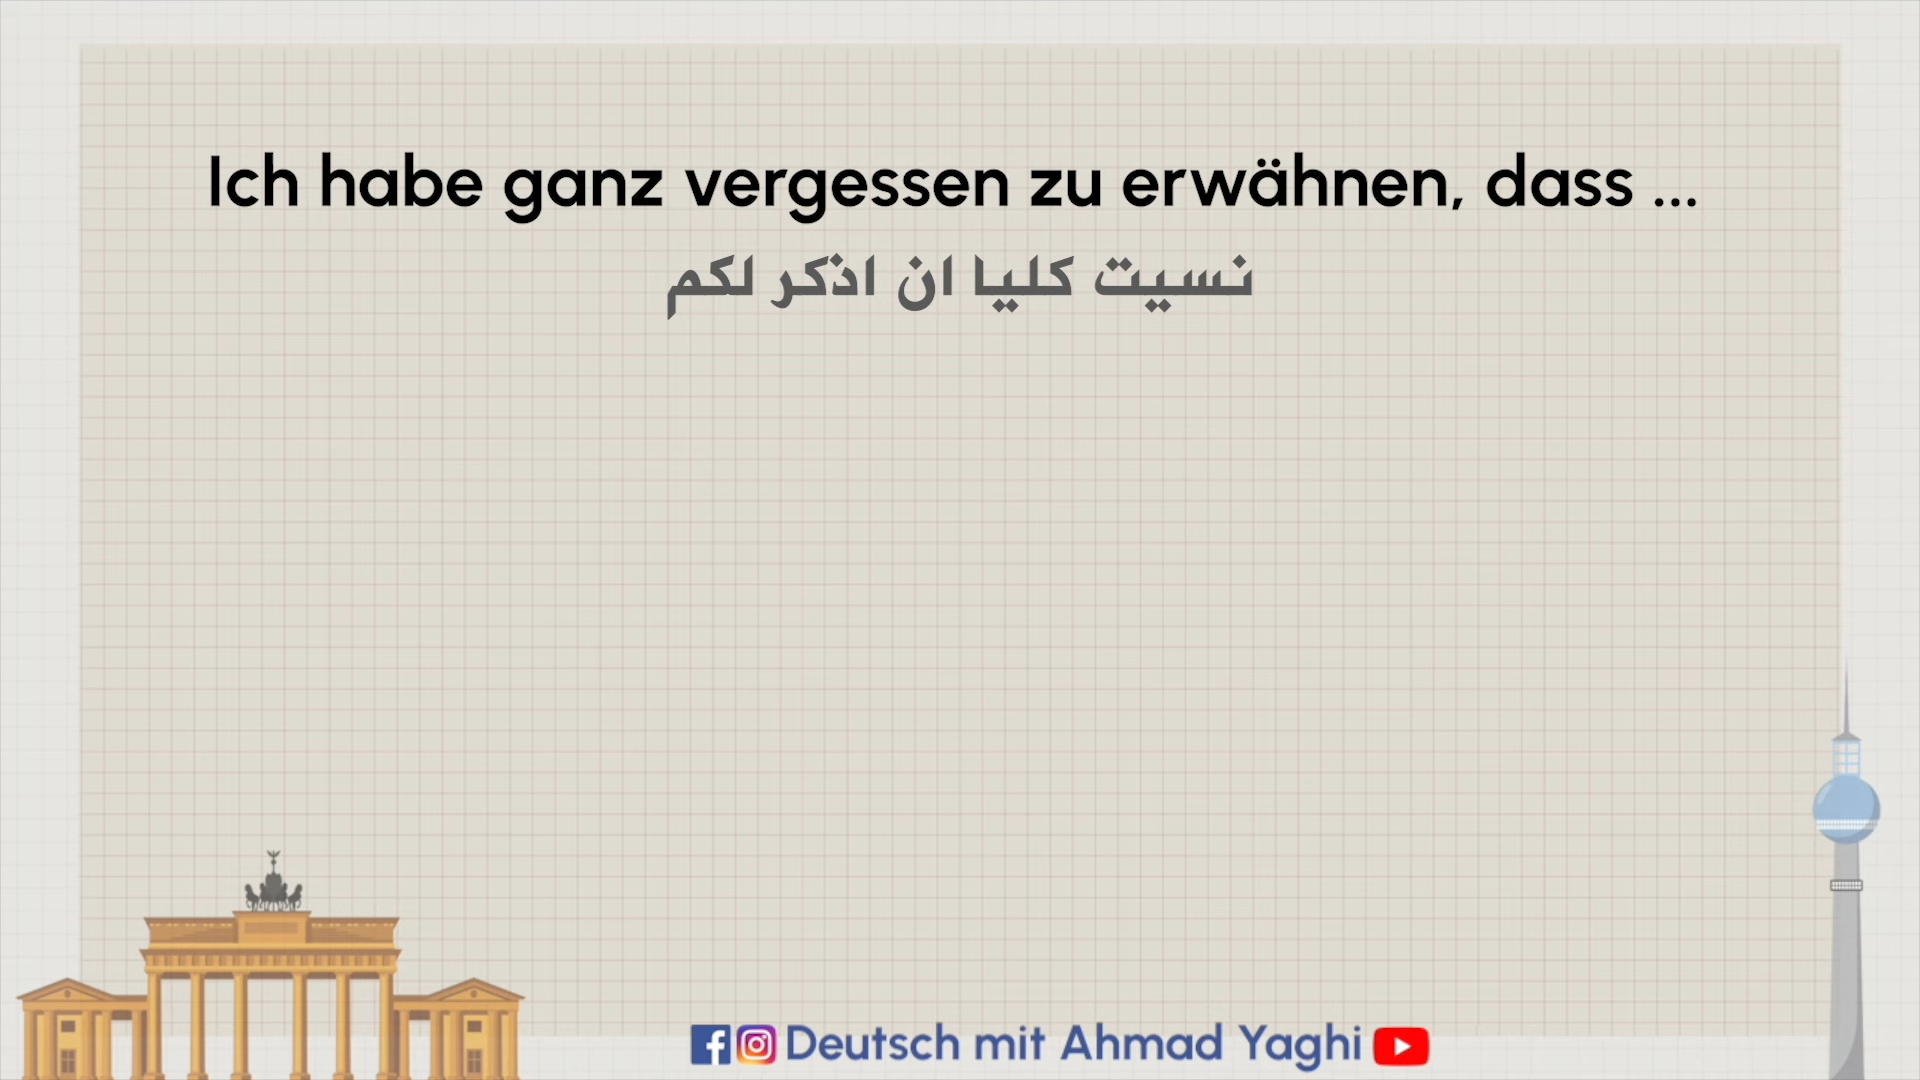 Ich habe ganz vergessen zu erwähnen, dass ...
نسيت كليا ان اذكر لكم
Deutsch mit Ahmad Yaghi